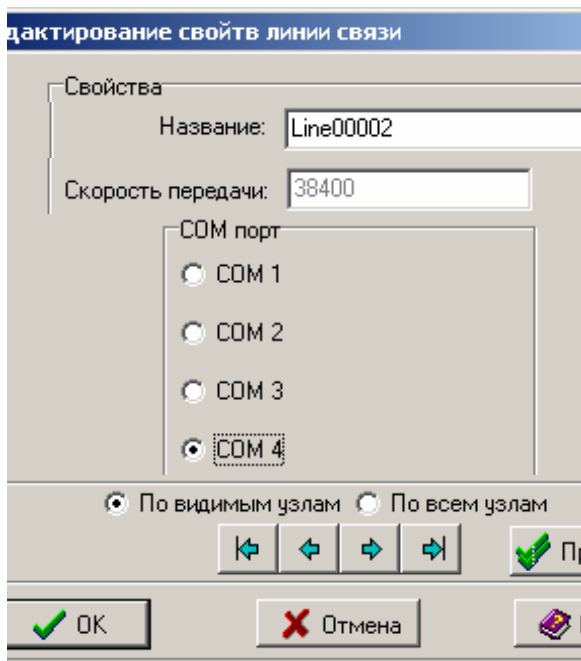 дактирование свойтв линии связи
Свойства
Название: Line00002
Скорость передачи: 38400
COM порт
COM 1
COM 2
COM 3
COM 4
По видимым узлам По всем узлам
OK Отмена